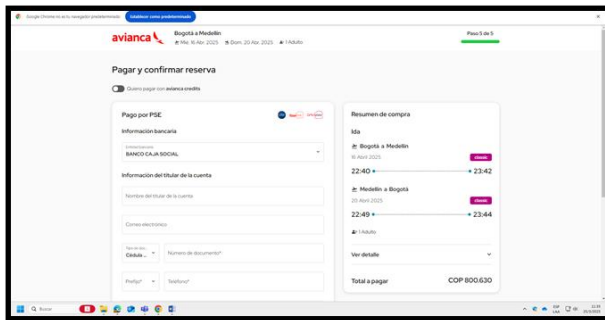 Google Chrome no es tu navegador predeterminado
Establecer como predeterminado
avianca
Bogotá a Medellín
Mié. 16 Abr. 2025
Dom. 20 Abr. 2025
1 Adulto
Paso 5 de 5
Pagar y confirmar reserva
Quiero pagar con avianca credits
Pago por PSE
Información bancaria
BANCO CAJA SOCIAL
Información del titular de la cuenta
Nombre del titular de la cuenta
Correo electrónico
Cédula ...
Número de documento*
Prefijo*
Teléfono*
Resumen de compra
Ida
Bogotá a Medellín
16 Abril 2025
classic
22:40
23:42
Medellín a Bogotá
20 Abril 2025
classic
22:49
23:44
1 Adulto
Ver detalle
Total a pagar
COP 800.630
Buscar